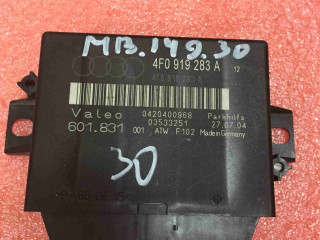 MB.149.30
4F0 919 283 A 12
4F0 919 283 A
Valeo 0420400968 Parkhilfe
03533251 27.07.04
601.831 001 ATW F102 Made in Germany
30